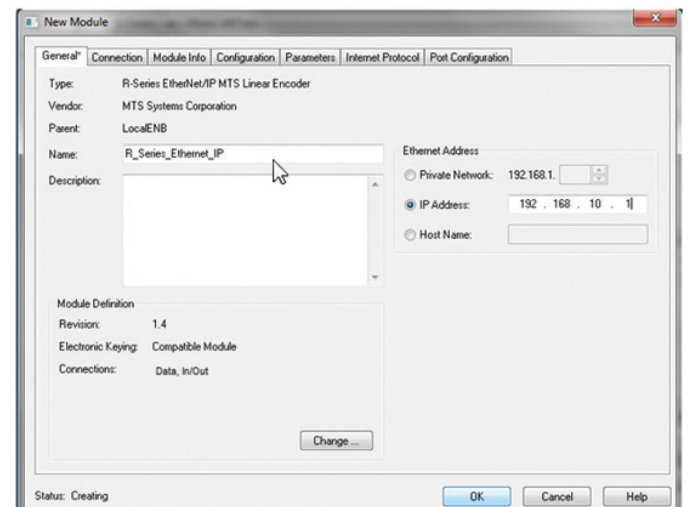 New Module
General* Connection Module Info Configuration Parameters Internet Protocol Port Configuration
Type: R-Series EtherNet/IP MTS Linear Encoder
Vendor: MTS Systems Corporation
Parent: LocalENB
Name: R_Series_Ethernet_IP
Description:
Ethernet Address
Private Network: 192.168.1.
IP Address: 192 . 168 . 10 . 1
Host Name:
Module Definition
Revision: 1.4
Electronic Keying: Compatible Module
Connections: Data, In/Out
Change ...
Status: Creating
OK Cancel Help